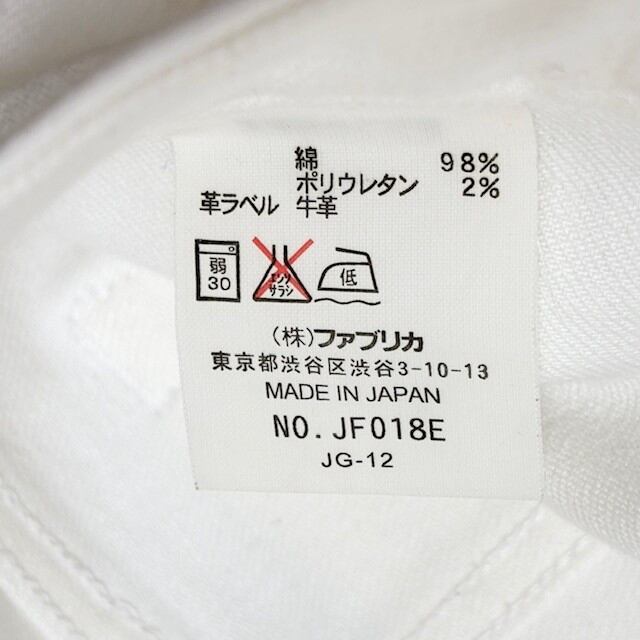 綿 98%
ポリウレタン 2%
革ラベル 牛革
弱 30
エンソ サラシ
低
(株)ファブリカ
東京都渋谷区渋谷3-10-13
MADE IN JAPAN
NO.JF018E
JG-12